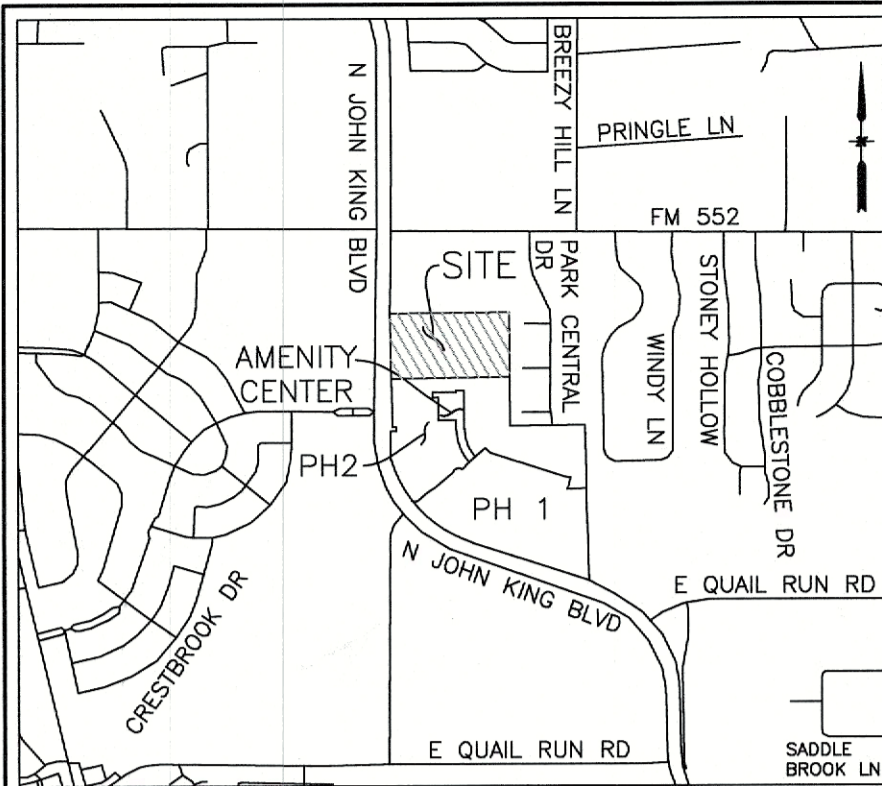 N JOHN KING BLVD
BREEZY HILL LN
PRINGLE LN
FM 552
SITE
PARK CENTRAL
DR
WINDY LN
STONEY HOLLOW
COBBLESTONE DR
AMENITY
CENTER
PH2
PH 1
N JOHN KING BLVD
E QUAIL RUN RD
CRESTBROOK DR
E QUAIL RUN RD
SADDLE
BROOK LN